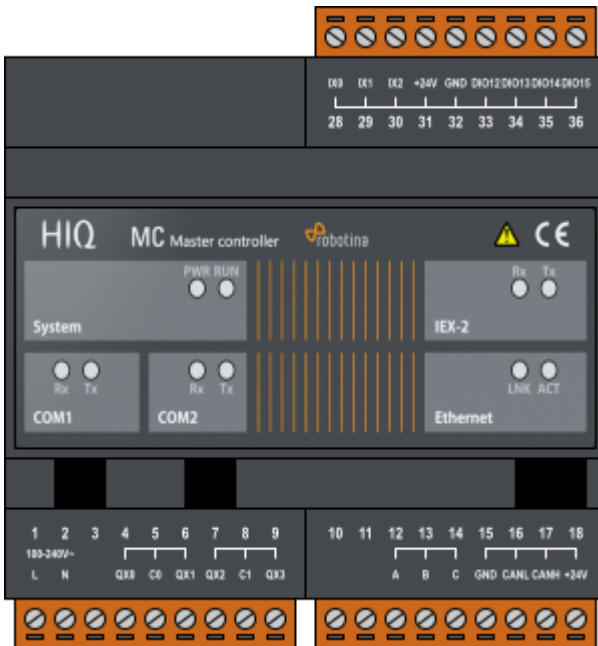 IX0 IX1 IX2 +24V GND DIO12 DIO13 DIO14 DIO15
28 29 30 31 32 33 34 35 36
HIQ MC Master controller robotina CE
PWR RUN
System
Rx Tx
IEX-2
Rx Tx
COM1
Rx Tx
COM2
LNK ACT
Ethernet
1 2 3 4 5 6 7 8 9 10 11 12 13 14 15 16 17 18
100-240V~
L N QX0 C0 QX1 QX2 C1 QX3 A B C GND CANL CANH +24V